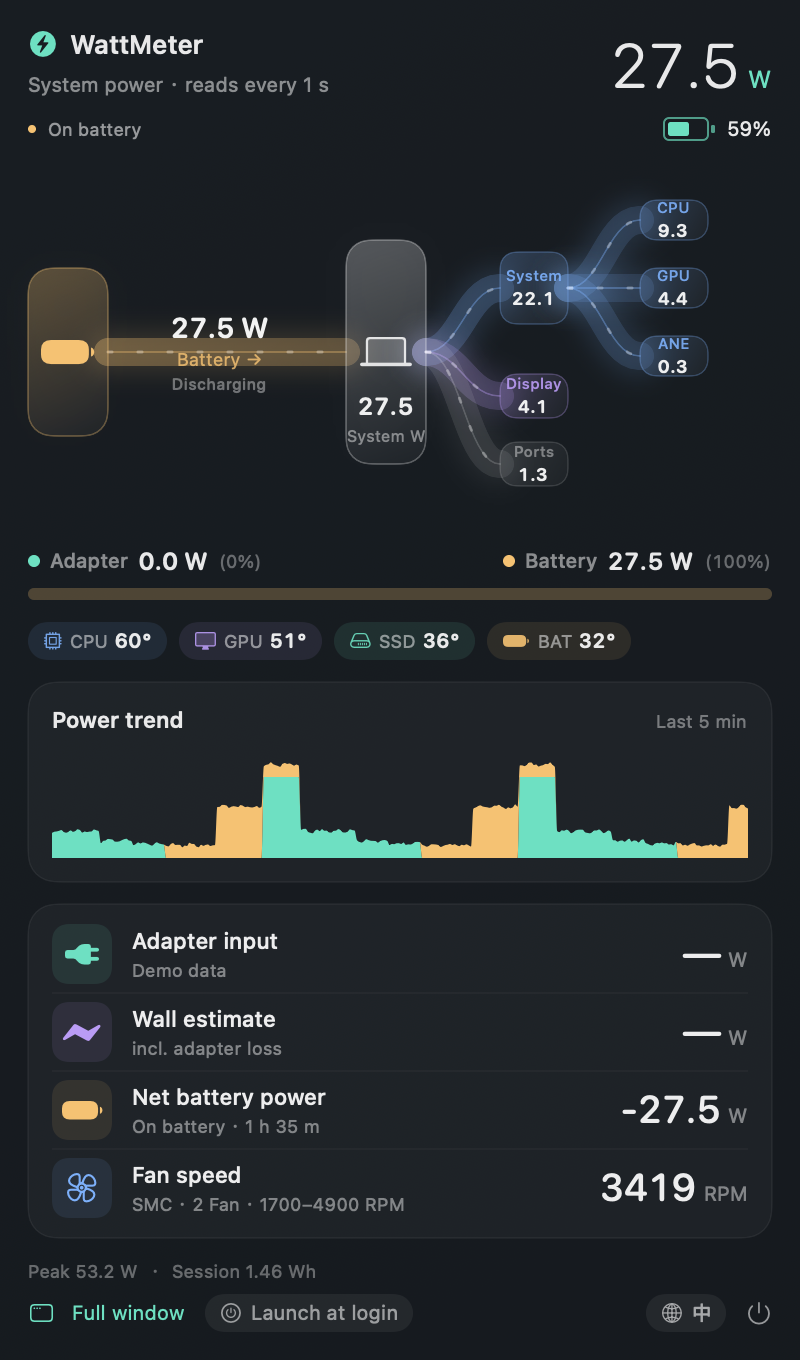 WattMeter
27.5 W
System power · reads every 1 s
On battery
59%
CPU
9.3
System
22.1
GPU
4.4
27.5 W
Battery →
Discharging
ANE
0.3
27.5
System W
Display
4.1
Ports
1.3
Adapter 0.0 W (0%)
Battery 27.5 W (100%)
CPU 60° GPU 51° SSD 36° BAT 32°
Power trend
Last 5 min
Adapter input
Demo data
— W
Wall estimate
incl. adapter loss
— W
Net battery power
On battery · 1 h 35 m
-27.5 W
Fan speed
SMC · 2 Fan · 1700–4900 RPM
3419 RPM
Peak 53.2 W · Session 1.46 Wh
Full window
Launch at login
中